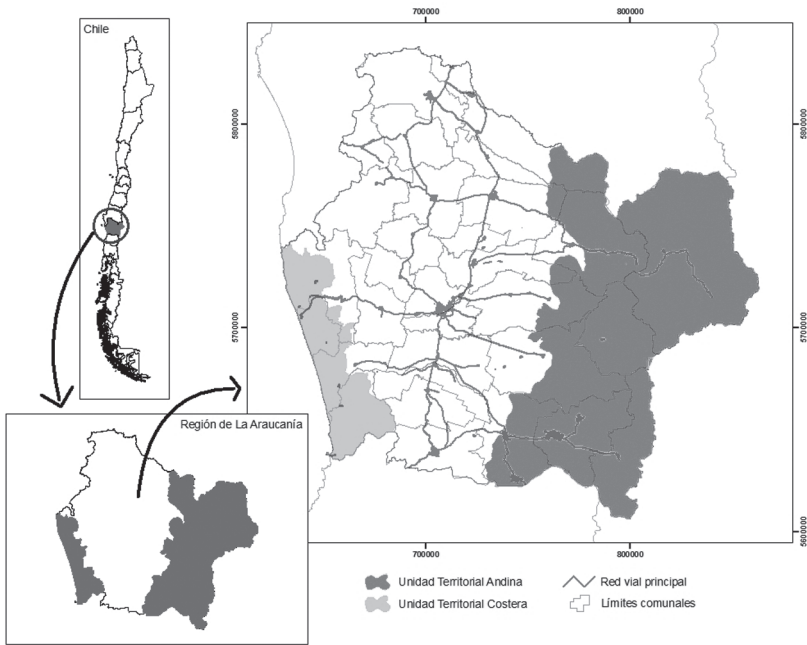 Chile
700000
800000
5800000
5800000
5700000
5700000
Región de La Araucanía
5600000
700000
800000
Unidad Territorial Andina
Red vial principal
Unidad Territorial Costera
Límites comunales